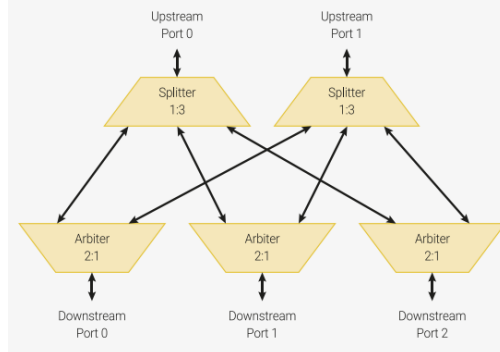 Upstream
Port 0
Upstream
Port 1
Splitter
1:3
Splitter
1:3
Arbiter
2:1
Arbiter
2:1
Arbiter
2:1
Downstream
Port 0
Downstream
Port 1
Downstream
Port 2